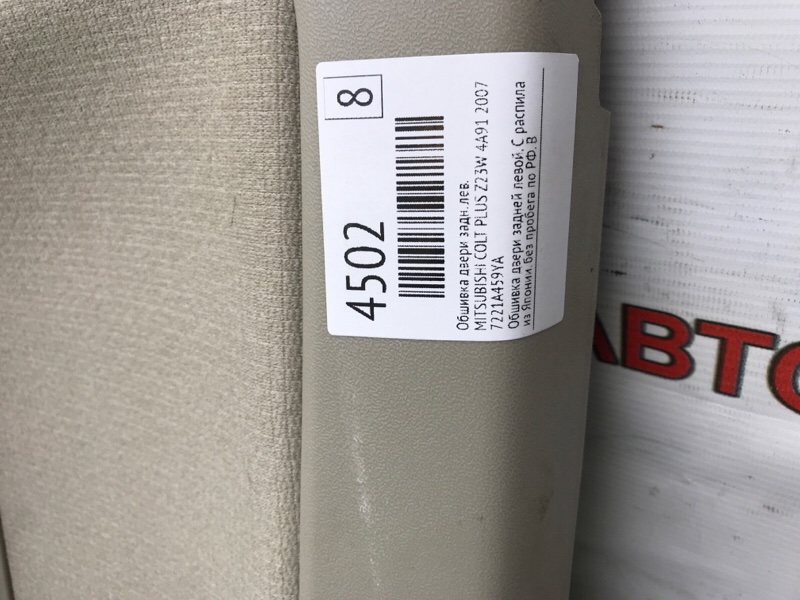 8
4502
Обшивка двери задн. лев.
MITSUBISHI COLT PLUS Z23W 4A91 2007
7221A459YA
Обшивка двери задней левой. С распила
из Японии, без пробега по РФ. В
АВТО